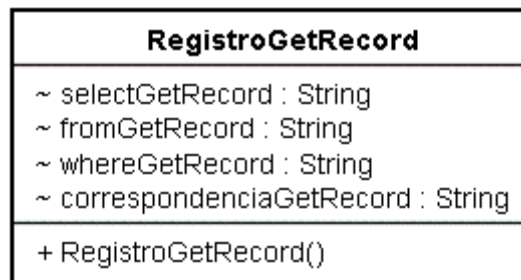 RegistroGetRecord
~ selectGetRecord : String
~ fromGetRecord : String
~ whereGetRecord : String
~ correspondenciaGetRecord : String
+ RegistroGetRecord()